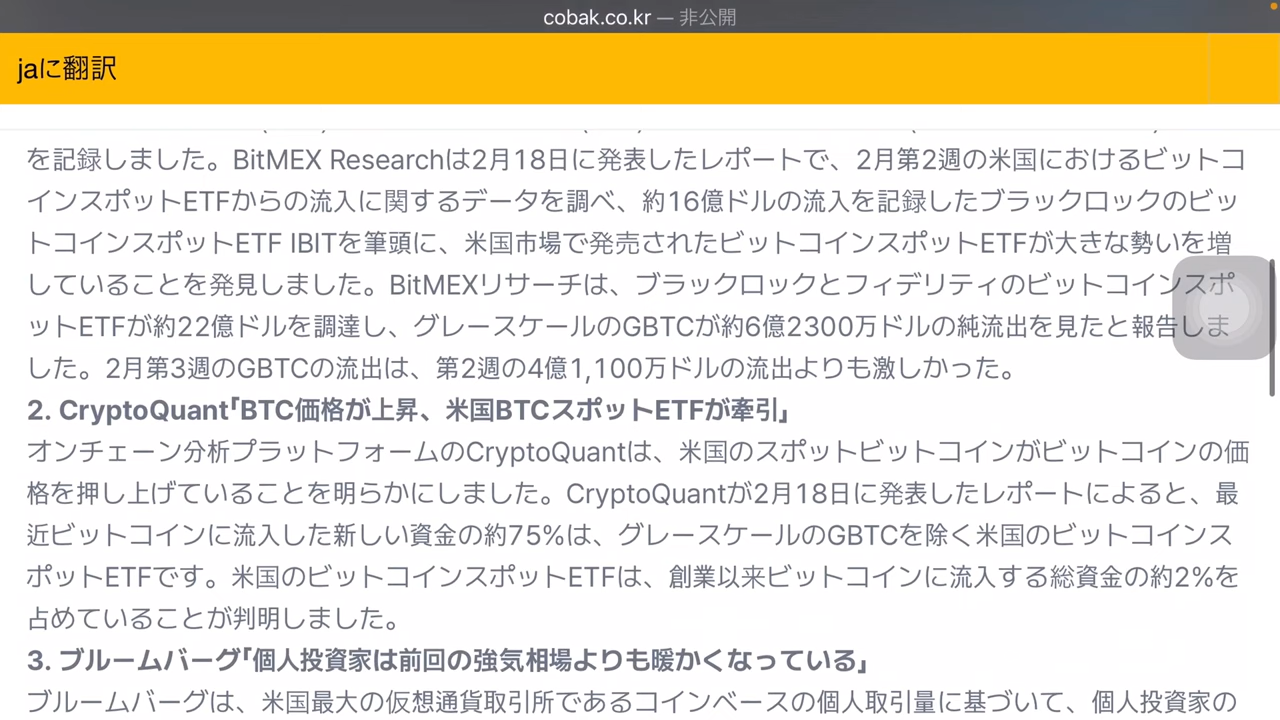 cobak.co.kr — 非公開
jaに翻訳
を記録しました。BitMEX Researchは2月18日に発表したレポートで、2月第2週の米国におけるビットコ
インスポットETFからの流入に関するデータを調べ、約16億ドルの流入を記録したブラックロックのビッ
トコインスポットETF IBITを筆頭に、米国市場で発売されたビットコインスポットETFが大きな勢いを増
していることを発見しました。BitMEXリサーチは、ブラックロックとフィデリティのビットコインスポ
ットETFが約22億ドルを調達し、グレースケールのGBTCが約6億2300万ドルの純流出を見たと報告しま
した。2月第3週のGBTCの流出は、第2週の4億1,100万ドルの流出よりも激しかった。
2. CryptoQuant「BTC価格が上昇、米国BTCスポットETFが牽引」
オンチェーン分析プラットフォームのCryptoQuantは、米国のスポットビットコインがビットコインの価
格を押し上げていることを明らかにしました。CryptoQuantが2月18日に発表したレポートによると、最
近ビットコインに流入した新しい資金の約75%は、グレースケールのGBTCを除く米国のビットコインス
ポットETFです。米国のビットコインスポットETFは、創業以来ビットコインに流入する総資金の約2%を
占めていることが判明しました。
3. ブルームバーグ「個人投資家は前回の強気相場よりも暖かくなっている」
ブルームバーグは、米国最大の仮想通貨取引所であるコインベースの個人取引量に基づいて、個人投資家の